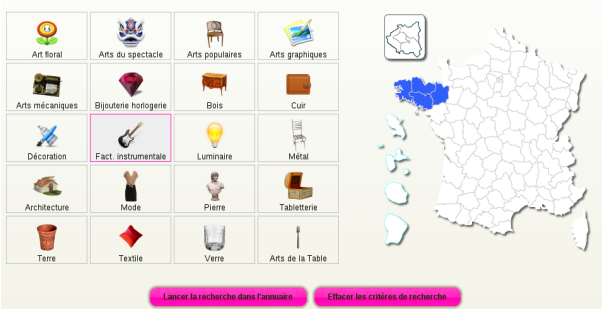 Art floral
Arts du spectacle
Arts populaires
Arts graphiques
Arts mécaniques
Bijouterie horlogerie
Bois
Cuir
Décoration
Fact. instrumentale
Luminaire
Métal
Architecture
Mode
Pierre
Tabletterie
Terre
Textile
Verre
Arts de la Table
Lancer la recherche dans l'annuaire
Effacer les critères de recherche